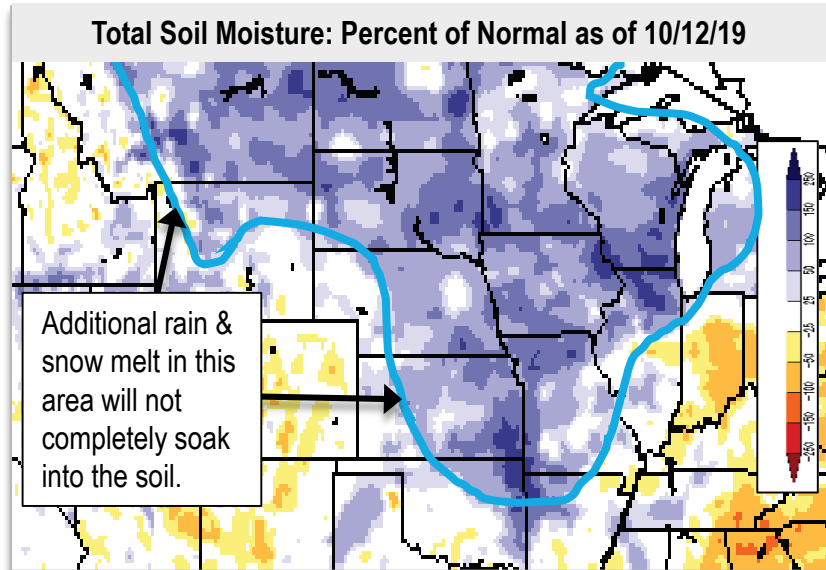 Total Soil Moisture: Percent of Normal as of 10/12/19
250
150
100
50
25
-25
-50
-100
-150
-250
Additional rain &
snow melt in this
area will not
completely soak
into the soil.